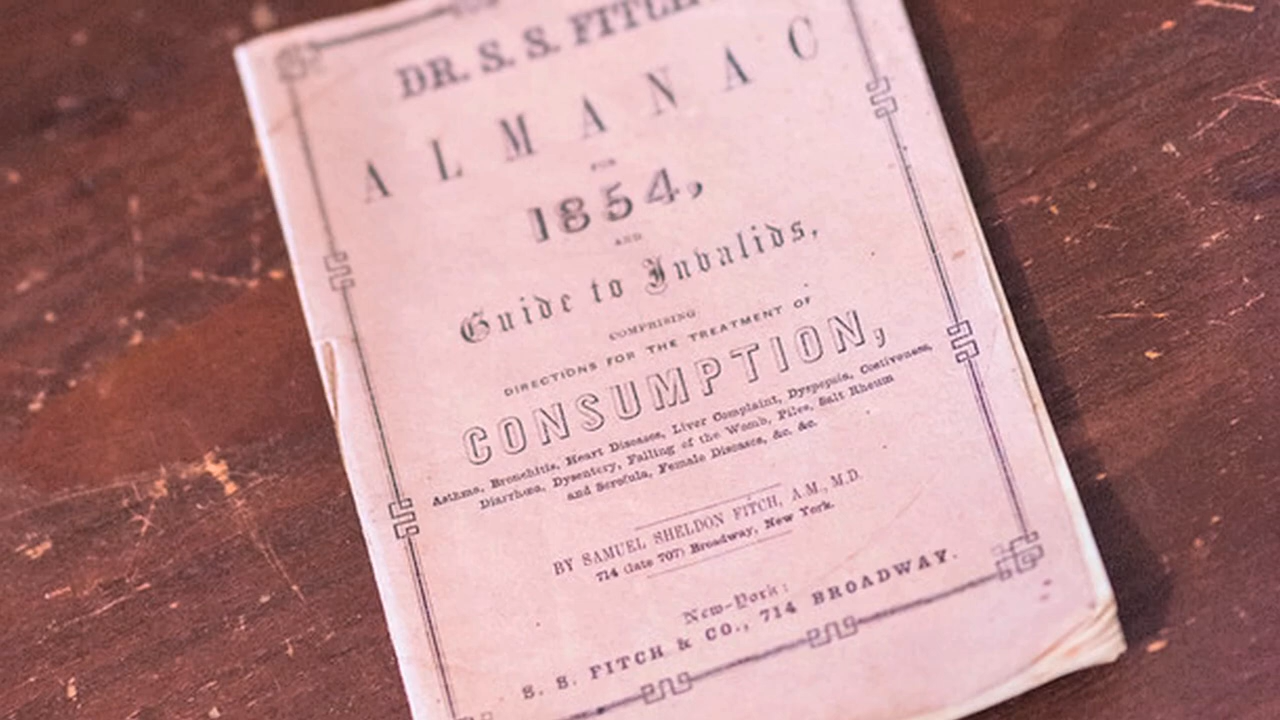 DR. S. S. FITCH
ALMANAC
FOR
1854,
AND
Guide to Invalids,
COMPRISING
DIRECTIONS FOR THE TREATMENT OF
CONSUMPTION,
Asthma, Bronchitis, Heart Diseases, Liver Complaint, Dyspepsia, Costiveness,
Diarrhœa, Dysentery, Falling of the Womb, Piles, Salt Rheum
and Scrofula, Female Diseases, &c. &c.
BY SAMUEL SHELDON FITCH, A.M., M.D.
714 (late 707) Broadway, New York.
New-York:
S. S. FITCH & CO., 714 BROADWAY.